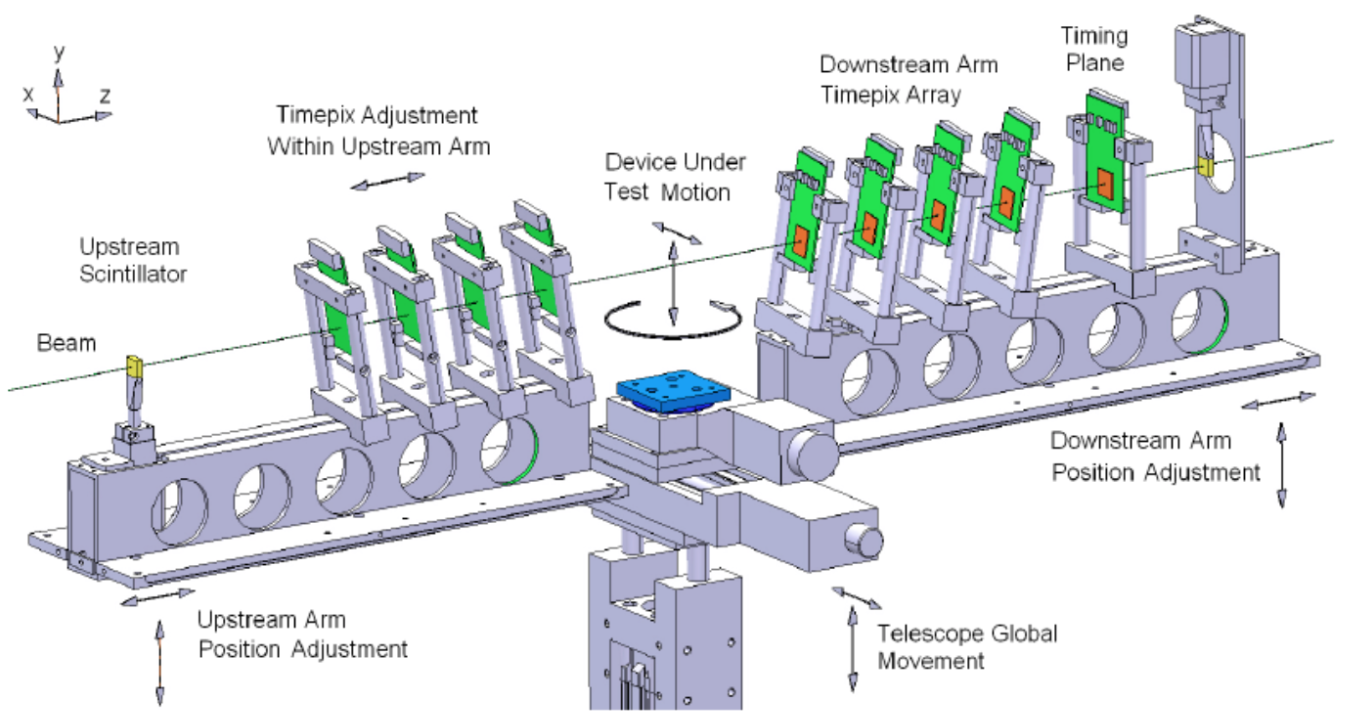 y
x
z
Timepix Adjustment
Within Upstream Arm
Device Under
Test Motion
Downstream Arm
Timepix Array
Timing
Plane
Upstream
Scintillator
Beam
Downstream Arm
Position Adjustment
Upstream Arm
Position Adjustment
Telescope Global
Movement